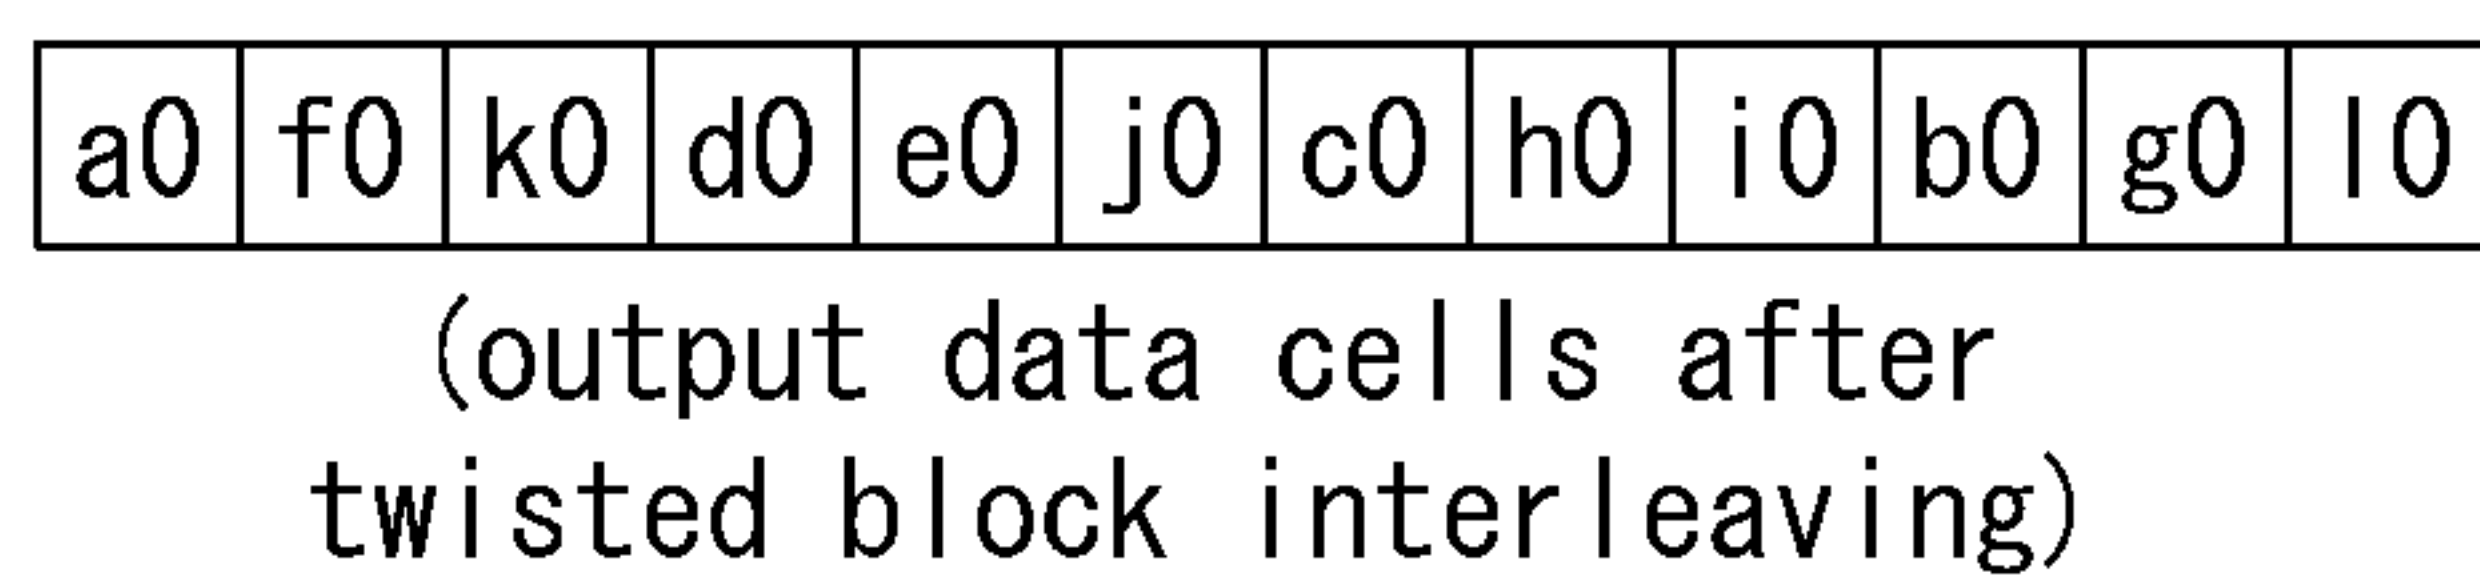 a0 f0 k0 d0 e0 j0 c0 h0 i0 b0 g0 l0
(output data cells after
twisted block interleaving)